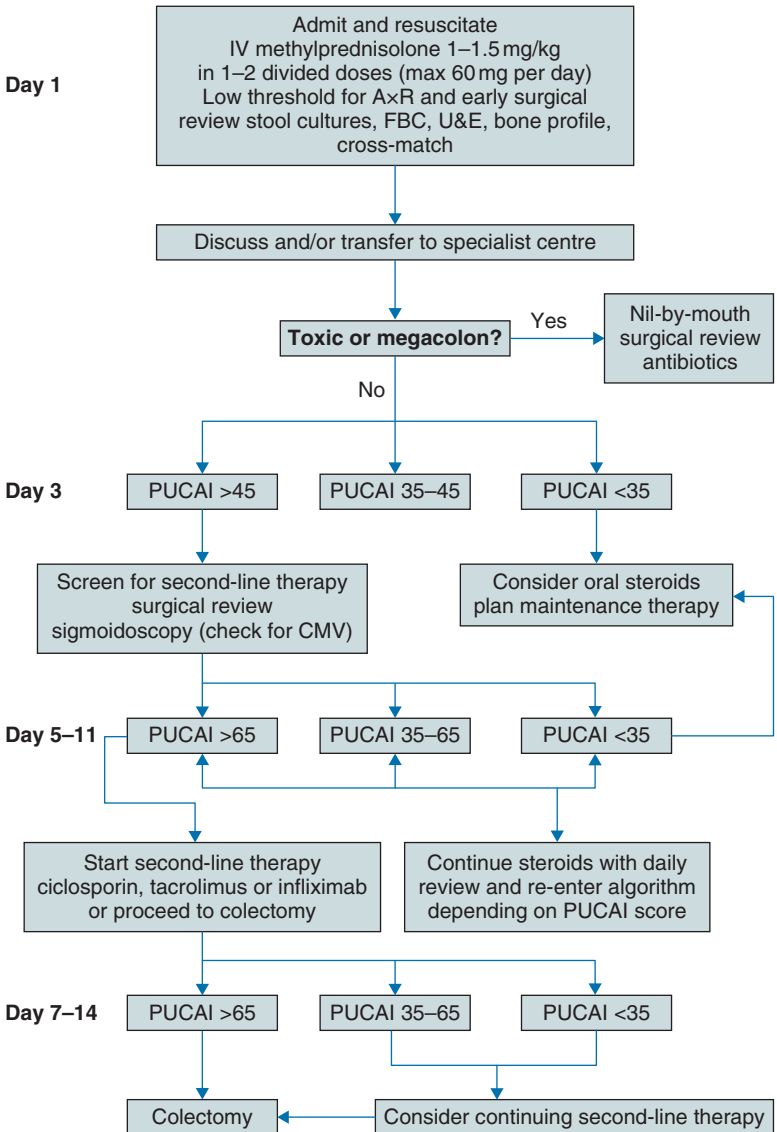 Day 1
Admit and resuscitate
IV methylprednisolone 1–1.5 mg/kg
in 1–2 divided doses (max 60 mg per day)
Low threshold for A×R and early surgical
review stool cultures, FBC, U&E, bone profile,
cross-match
Discuss and/or transfer to specialist centre
Toxic or megacolon?
Yes
Nil-by-mouth
surgical review
antibiotics
No
Day 3
PUCAI >45
PUCAI 35–45
PUCAI <35
Screen for second-line therapy
surgical review
sigmoidoscopy (check for CMV)
Consider oral steroids
plan maintenance therapy
Day 5–11
PUCAI >65
PUCAI 35–65
PUCAI <35
Start second-line therapy
ciclosporin, tacrolimus or infliximab
or proceed to colectomy
Continue steroids with daily
review and re-enter algorithm
depending on PUCAI score
Day 7–14
PUCAI >65
PUCAI 35–65
PUCAI <35
Colectomy
Consider continuing second-line therapy